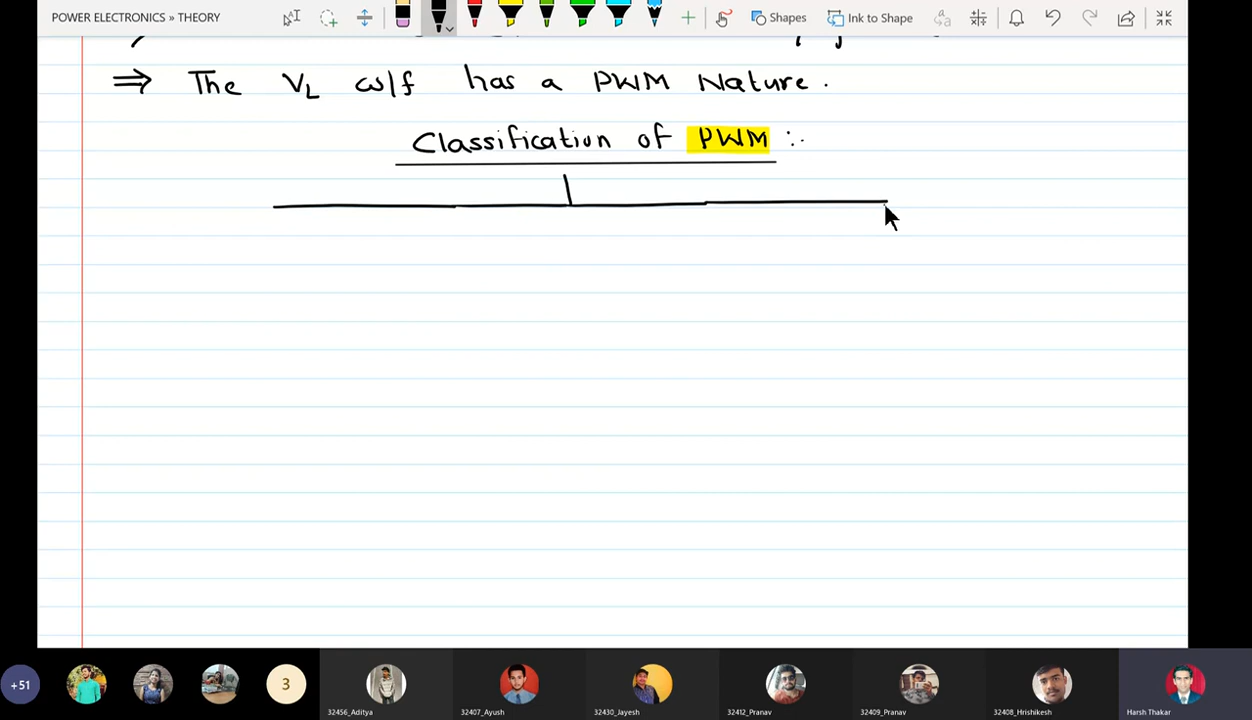 POWER ELECTRONICS » THEORY
Shapes
Ink to Shape
⇒ The VL w/f has a PWM Nature.
Classification of PWM :-
+51
3
32456_Aditya
32407_Ayush
32430_Jayesh
32412_Pranav
32409_Pranav
32408_Hrishikesh
Harsh Thakar